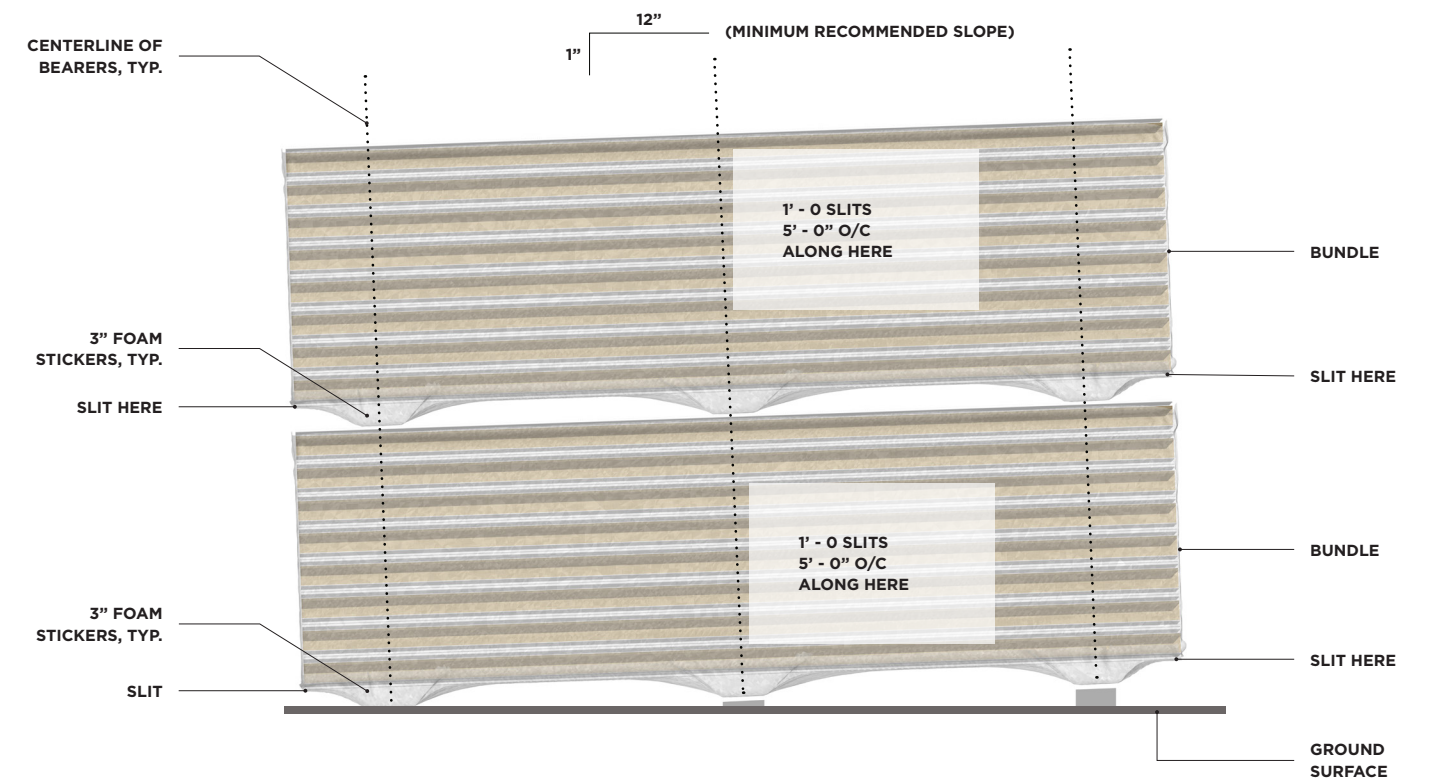 12”
1”
(MINIMUM RECOMMENDED SLOPE)
CENTERLINE OF
BEARERS, TYP.
1’ - 0 SLITS
5’ - 0” O/C
ALONG HERE
BUNDLE
3” FOAM
STICKERS, TYP.
SLIT HERE
SLIT HERE
1’ - 0 SLITS
5’ - 0” O/C
ALONG HERE
BUNDLE
3” FOAM
STICKERS, TYP.
SLIT HERE
SLIT
GROUND
SURFACE